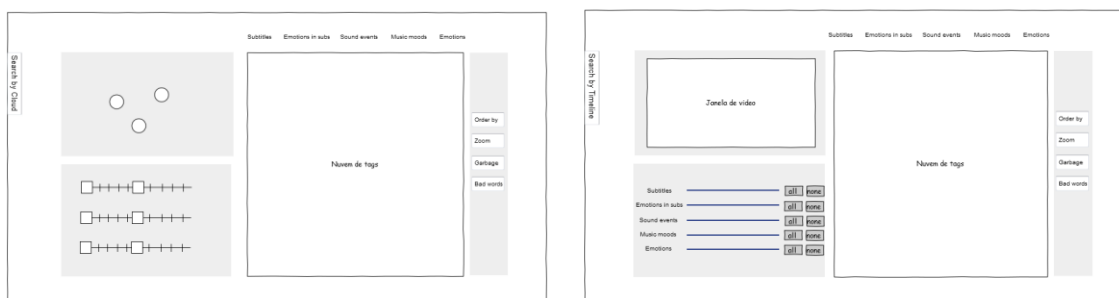 Subtitles Emotions in subs Sound events Music moods Emotions
Search by Cloud
Nuvem de tags
Order by
Zoom
Garbage
Bad words
Subtitles Emotions in subs Sound events Music moods Emotions
Search by Timeline
Janela de video
Subtitles all none
Emotions in subs all none
Sound events all none
Music moods all none
Emotions all none
Nuvem de tags
Order by
Zoom
Garbage
Bad words